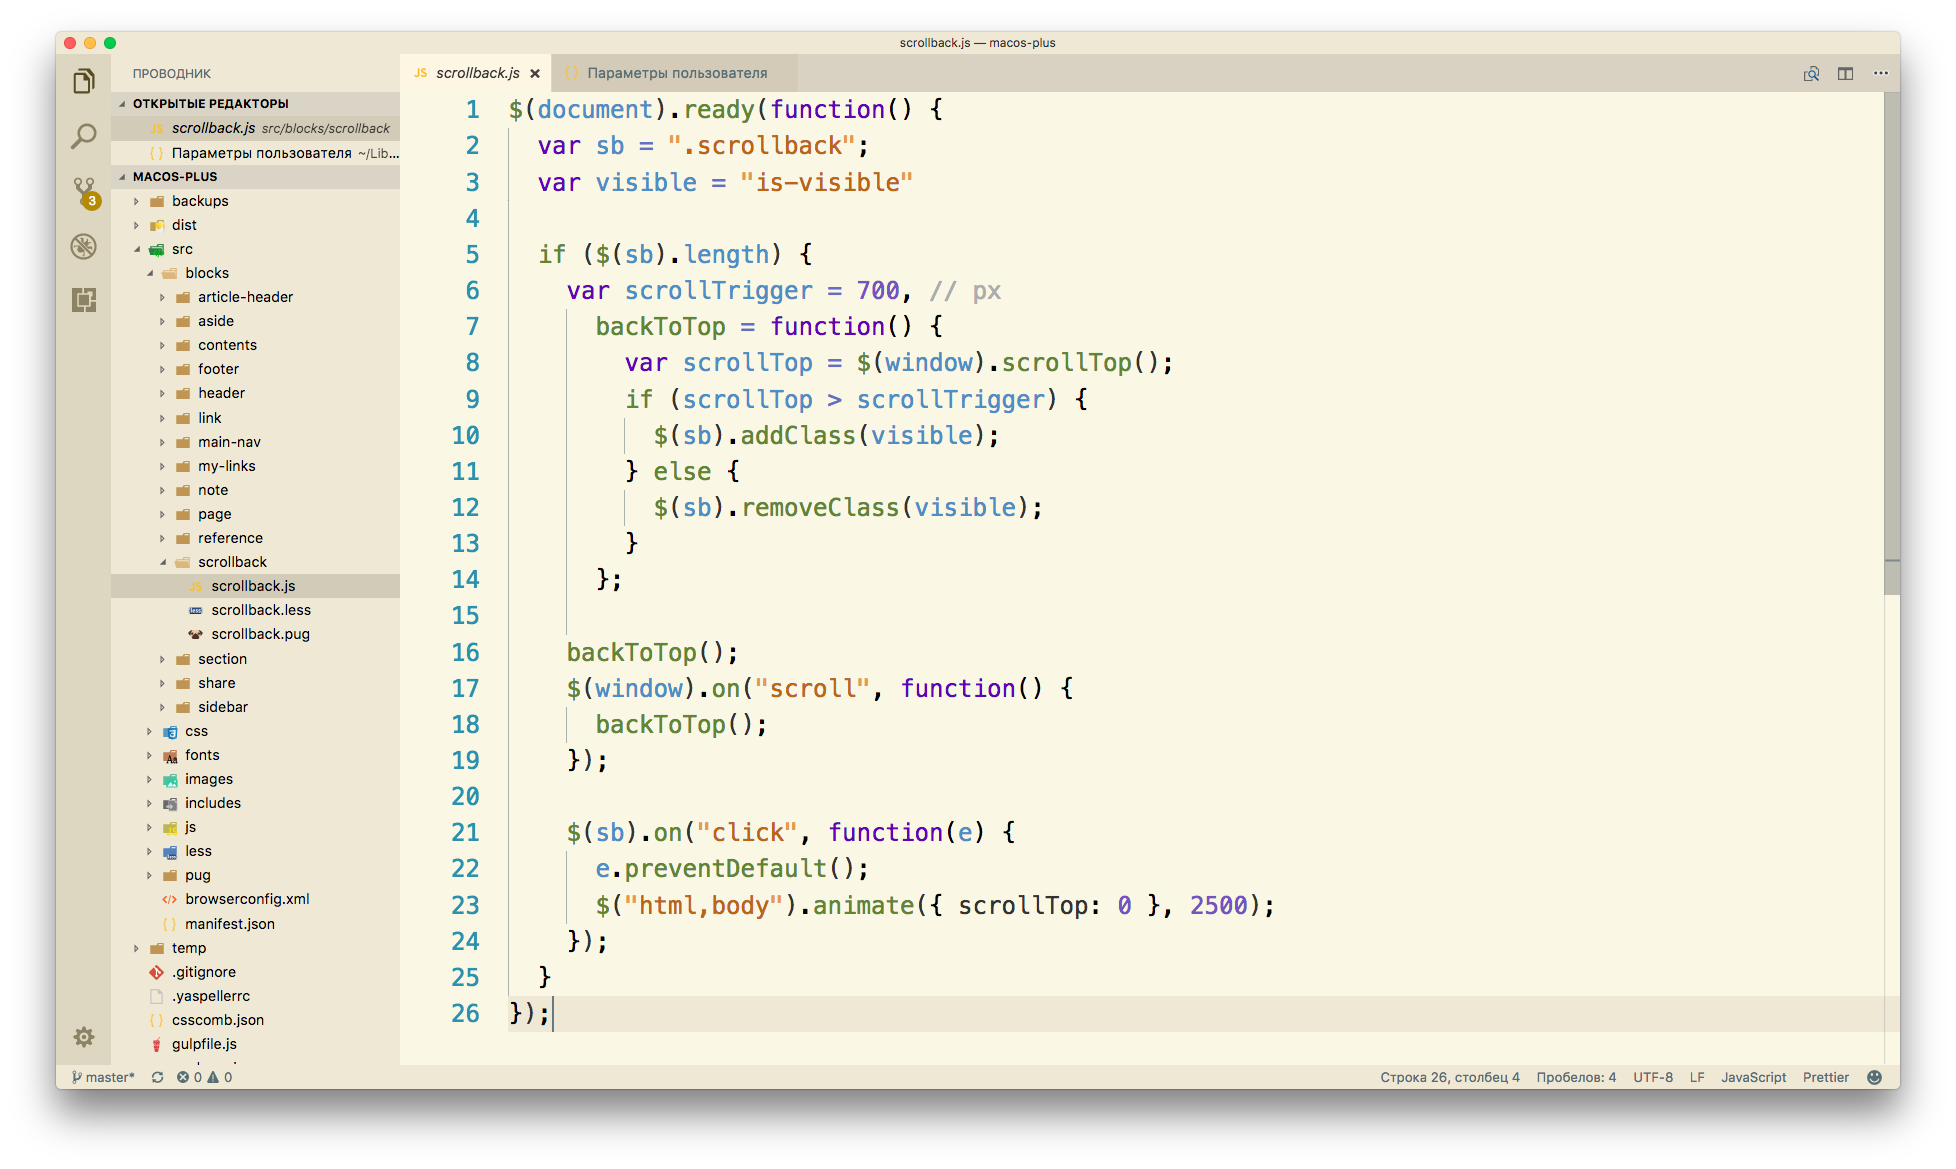 scrollback.js — macos-plus
ПРОВОДНИК
ОТКРЫТЫЕ РЕДАКТОРЫ
JS scrollback.js src/blocks/scrollback
{ } Параметры пользователя ~/Lib...
MACOS-PLUS
backups
dist
src
blocks
article-header
aside
contents
footer
header
link
main-nav
my-links
note
page
reference
scrollback
JS scrollback.js
scrollback.less
scrollback.pug
section
share
sidebar
css
fonts
images
includes
js
less
pug
browserconfig.xml
manifest.json
temp
.gitignore
.yaspellerrc
csscomb.json
gulpfile.js
3
JS scrollback.js ×
{ } Параметры пользователя
1 $(document).ready(function() {
2   var sb = ".scrollback";
3   var visible = "is-visible"
4
5   if ($(sb).length) {
6     var scrollTrigger = 700, // px
7       backToTop = function() {
8         var scrollTop = $(window).scrollTop();
9         if (scrollTop > scrollTrigger) {
10           $(sb).addClass(visible);
11         } else {
12           $(sb).removeClass(visible);
13         }
14       };
15
16     backToTop();
17     $(window).on("scroll", function() {
18       backToTop();
19     });
20
21     $(sb).on("click", function(e) {
22       e.preventDefault();
23       $("html,body").animate({ scrollTop: 0 }, 2500);
24     });
25   }
26 });
master* 0 0
Строка 26, столбец 4 Пробелов: 4 UTF-8 LF JavaScript Prettier